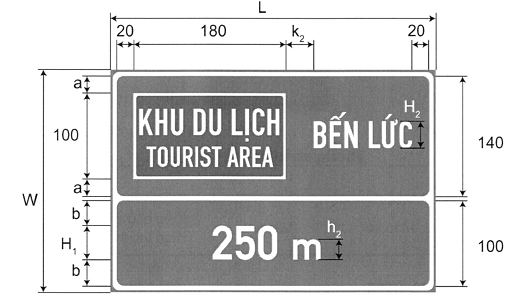 L
20 180 k2 20
a
KHU DU LỊCH
TOURIST AREA
BẾN LỨC
H2
100
140
a
W
b
H1
250 m
h2
100
b